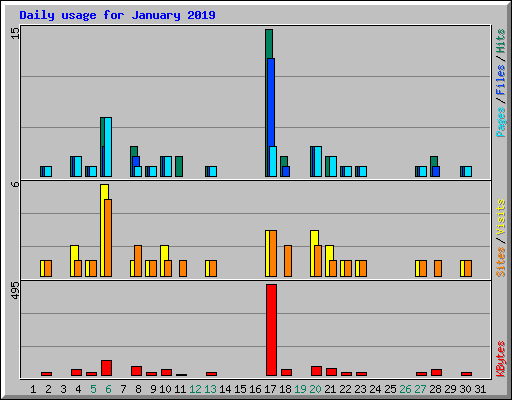 Daily usage for January 2019
15
6
495
Pages/Files/Hits
Sites/Visits
KBytes
1 2 3 4 5 6 7 8 9 10 11 12 13 14 15 16 17 18 19 20 21 22 23 24 25 26 27 28 29 30 31